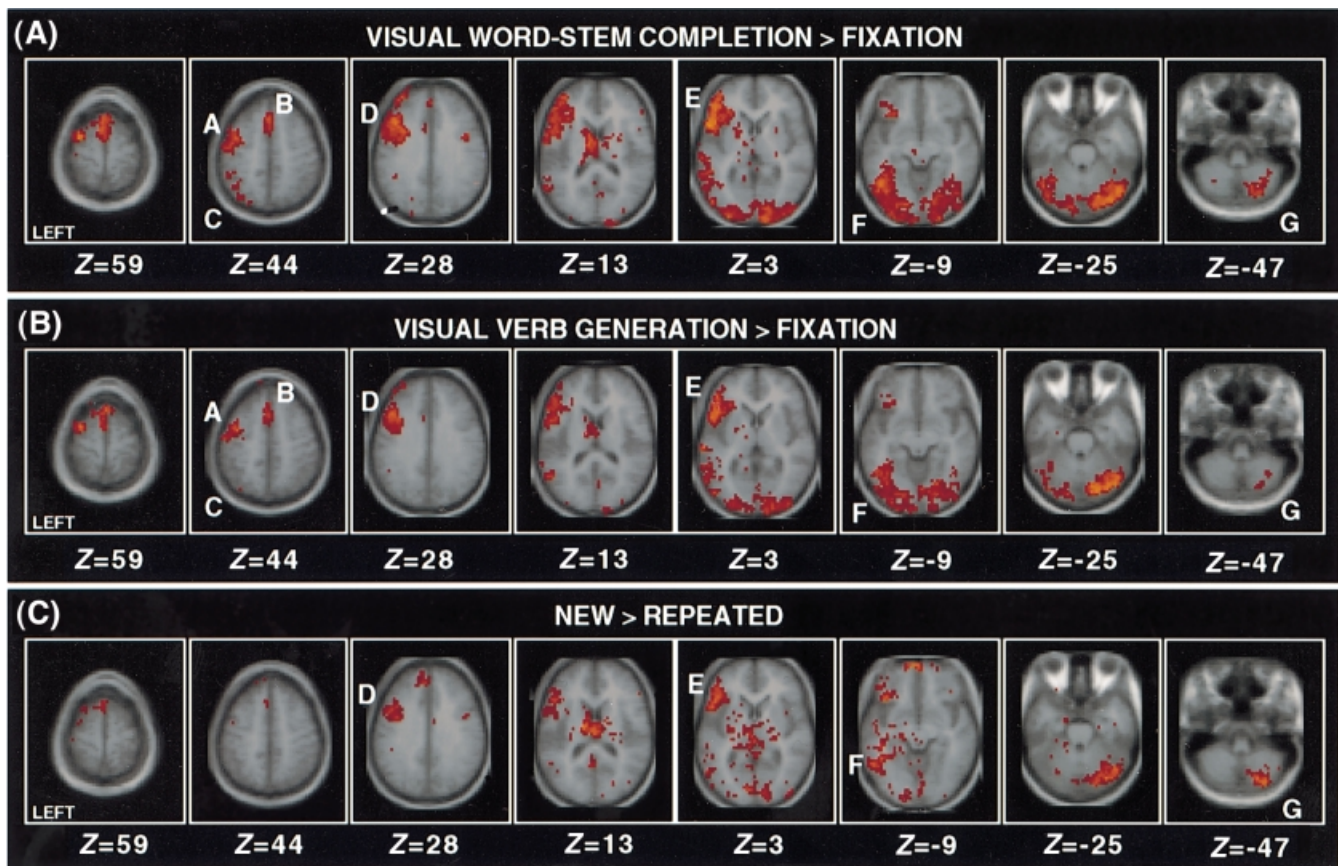 (A)
VISUAL WORD-STEM COMPLETION > FIXATION
A B C D E F G
LEFT
Z=59 Z=44 Z=28 Z=13 Z=3 Z=-9 Z=-25 Z=-47
(B)
VISUAL VERB GENERATION > FIXATION
A B C D E F G
LEFT
Z=59 Z=44 Z=28 Z=13 Z=3 Z=-9 Z=-25 Z=-47
(C)
NEW > REPEATED
D E F G
LEFT
Z=59 Z=44 Z=28 Z=13 Z=3 Z=-9 Z=-25 Z=-47